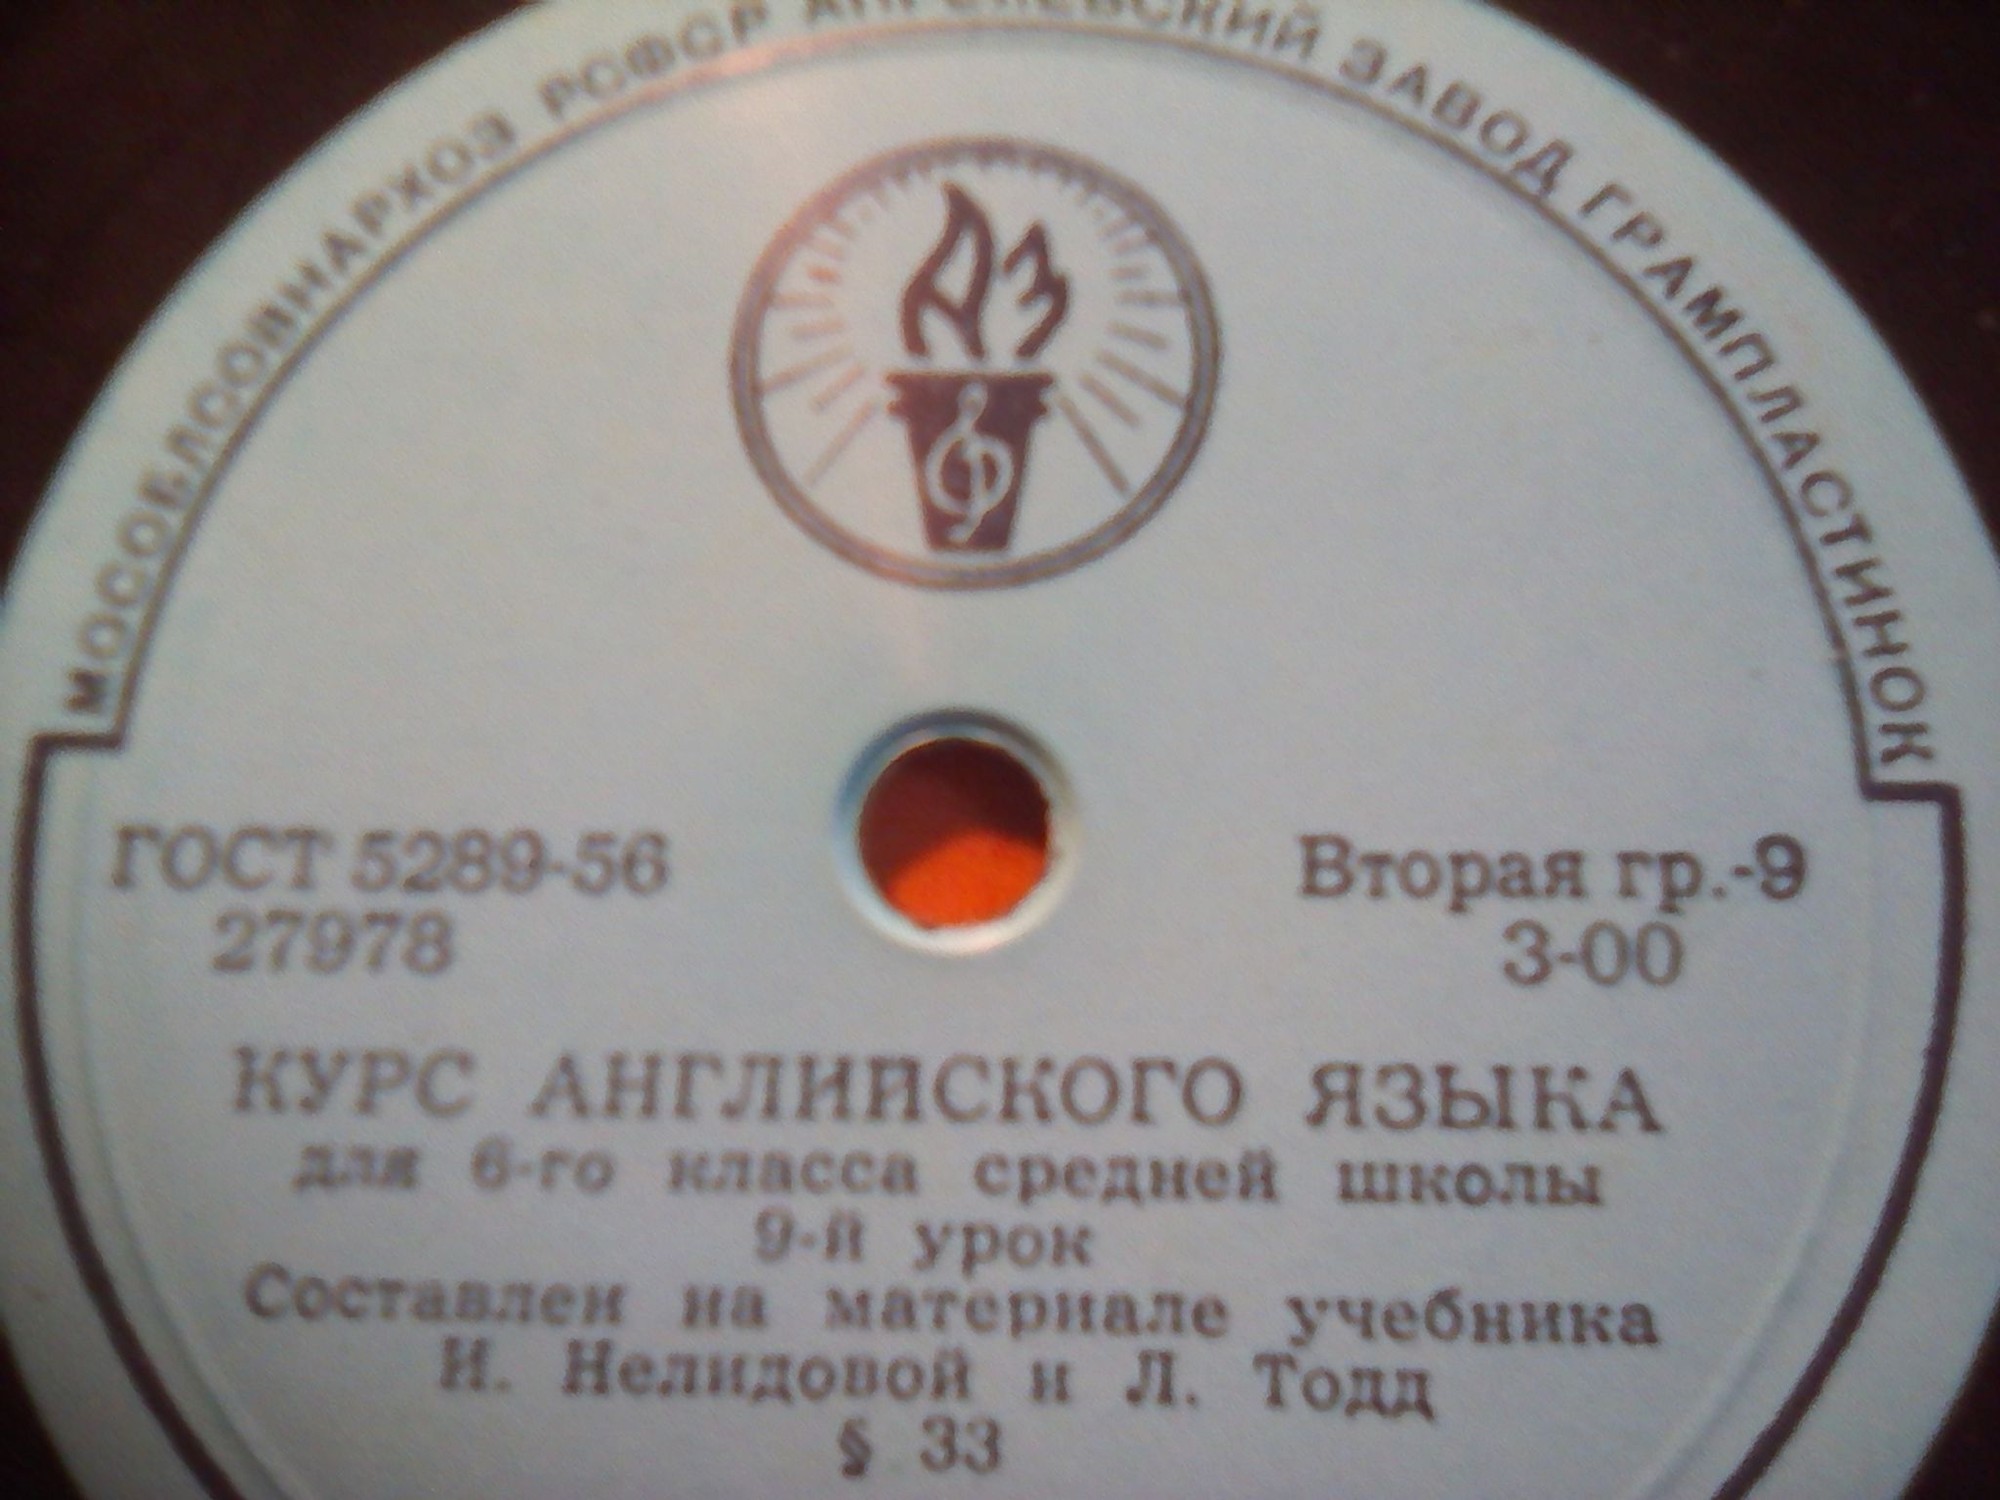 МОСОБЛСОВНАРХОЗ РСФСР АПРЕЛЕВСКИЙ ЗАВОД ГРАМПЛАСТИНОК
АЗ
ГОСТ 5289-56
27978
Вторая гр.-9
3-00
КУРС АНГЛИЙСКОГО ЯЗЫКА
для 6-го класса средней школы
9-й урок
Составлен на материале учебника
И. Нелидовой и Л. Тодд
§ 33